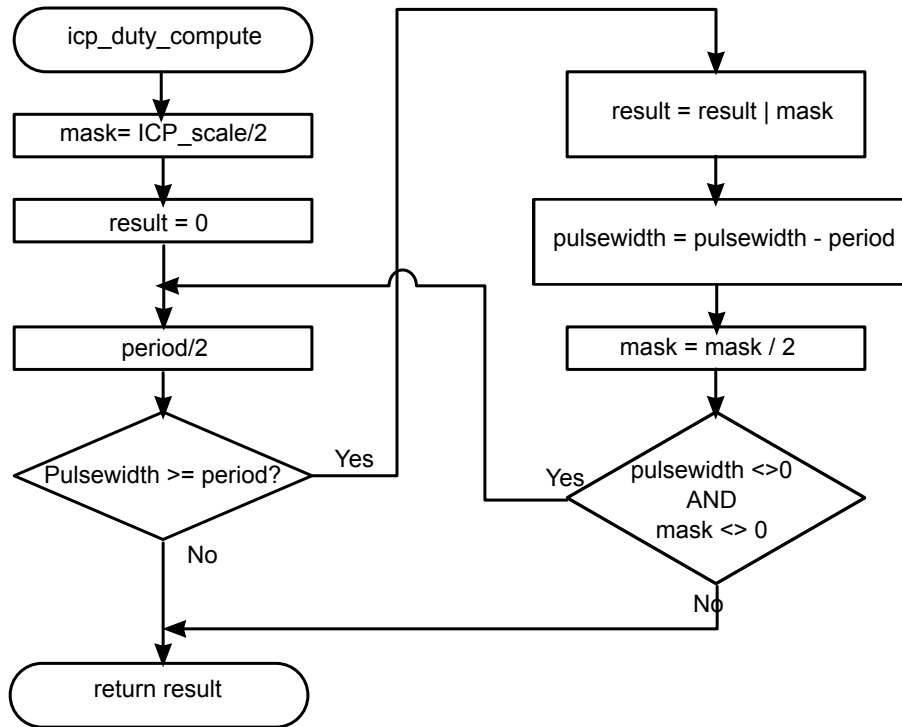 icp_duty_compute
mask= ICP_scale/2
result = 0
period/2
Pulsewidth >= period?
Yes
No
return result
result = result | mask
pulsewidth = pulsewidth - period
mask = mask / 2
pulsewidth <>0
AND
mask <> 0
Yes
No